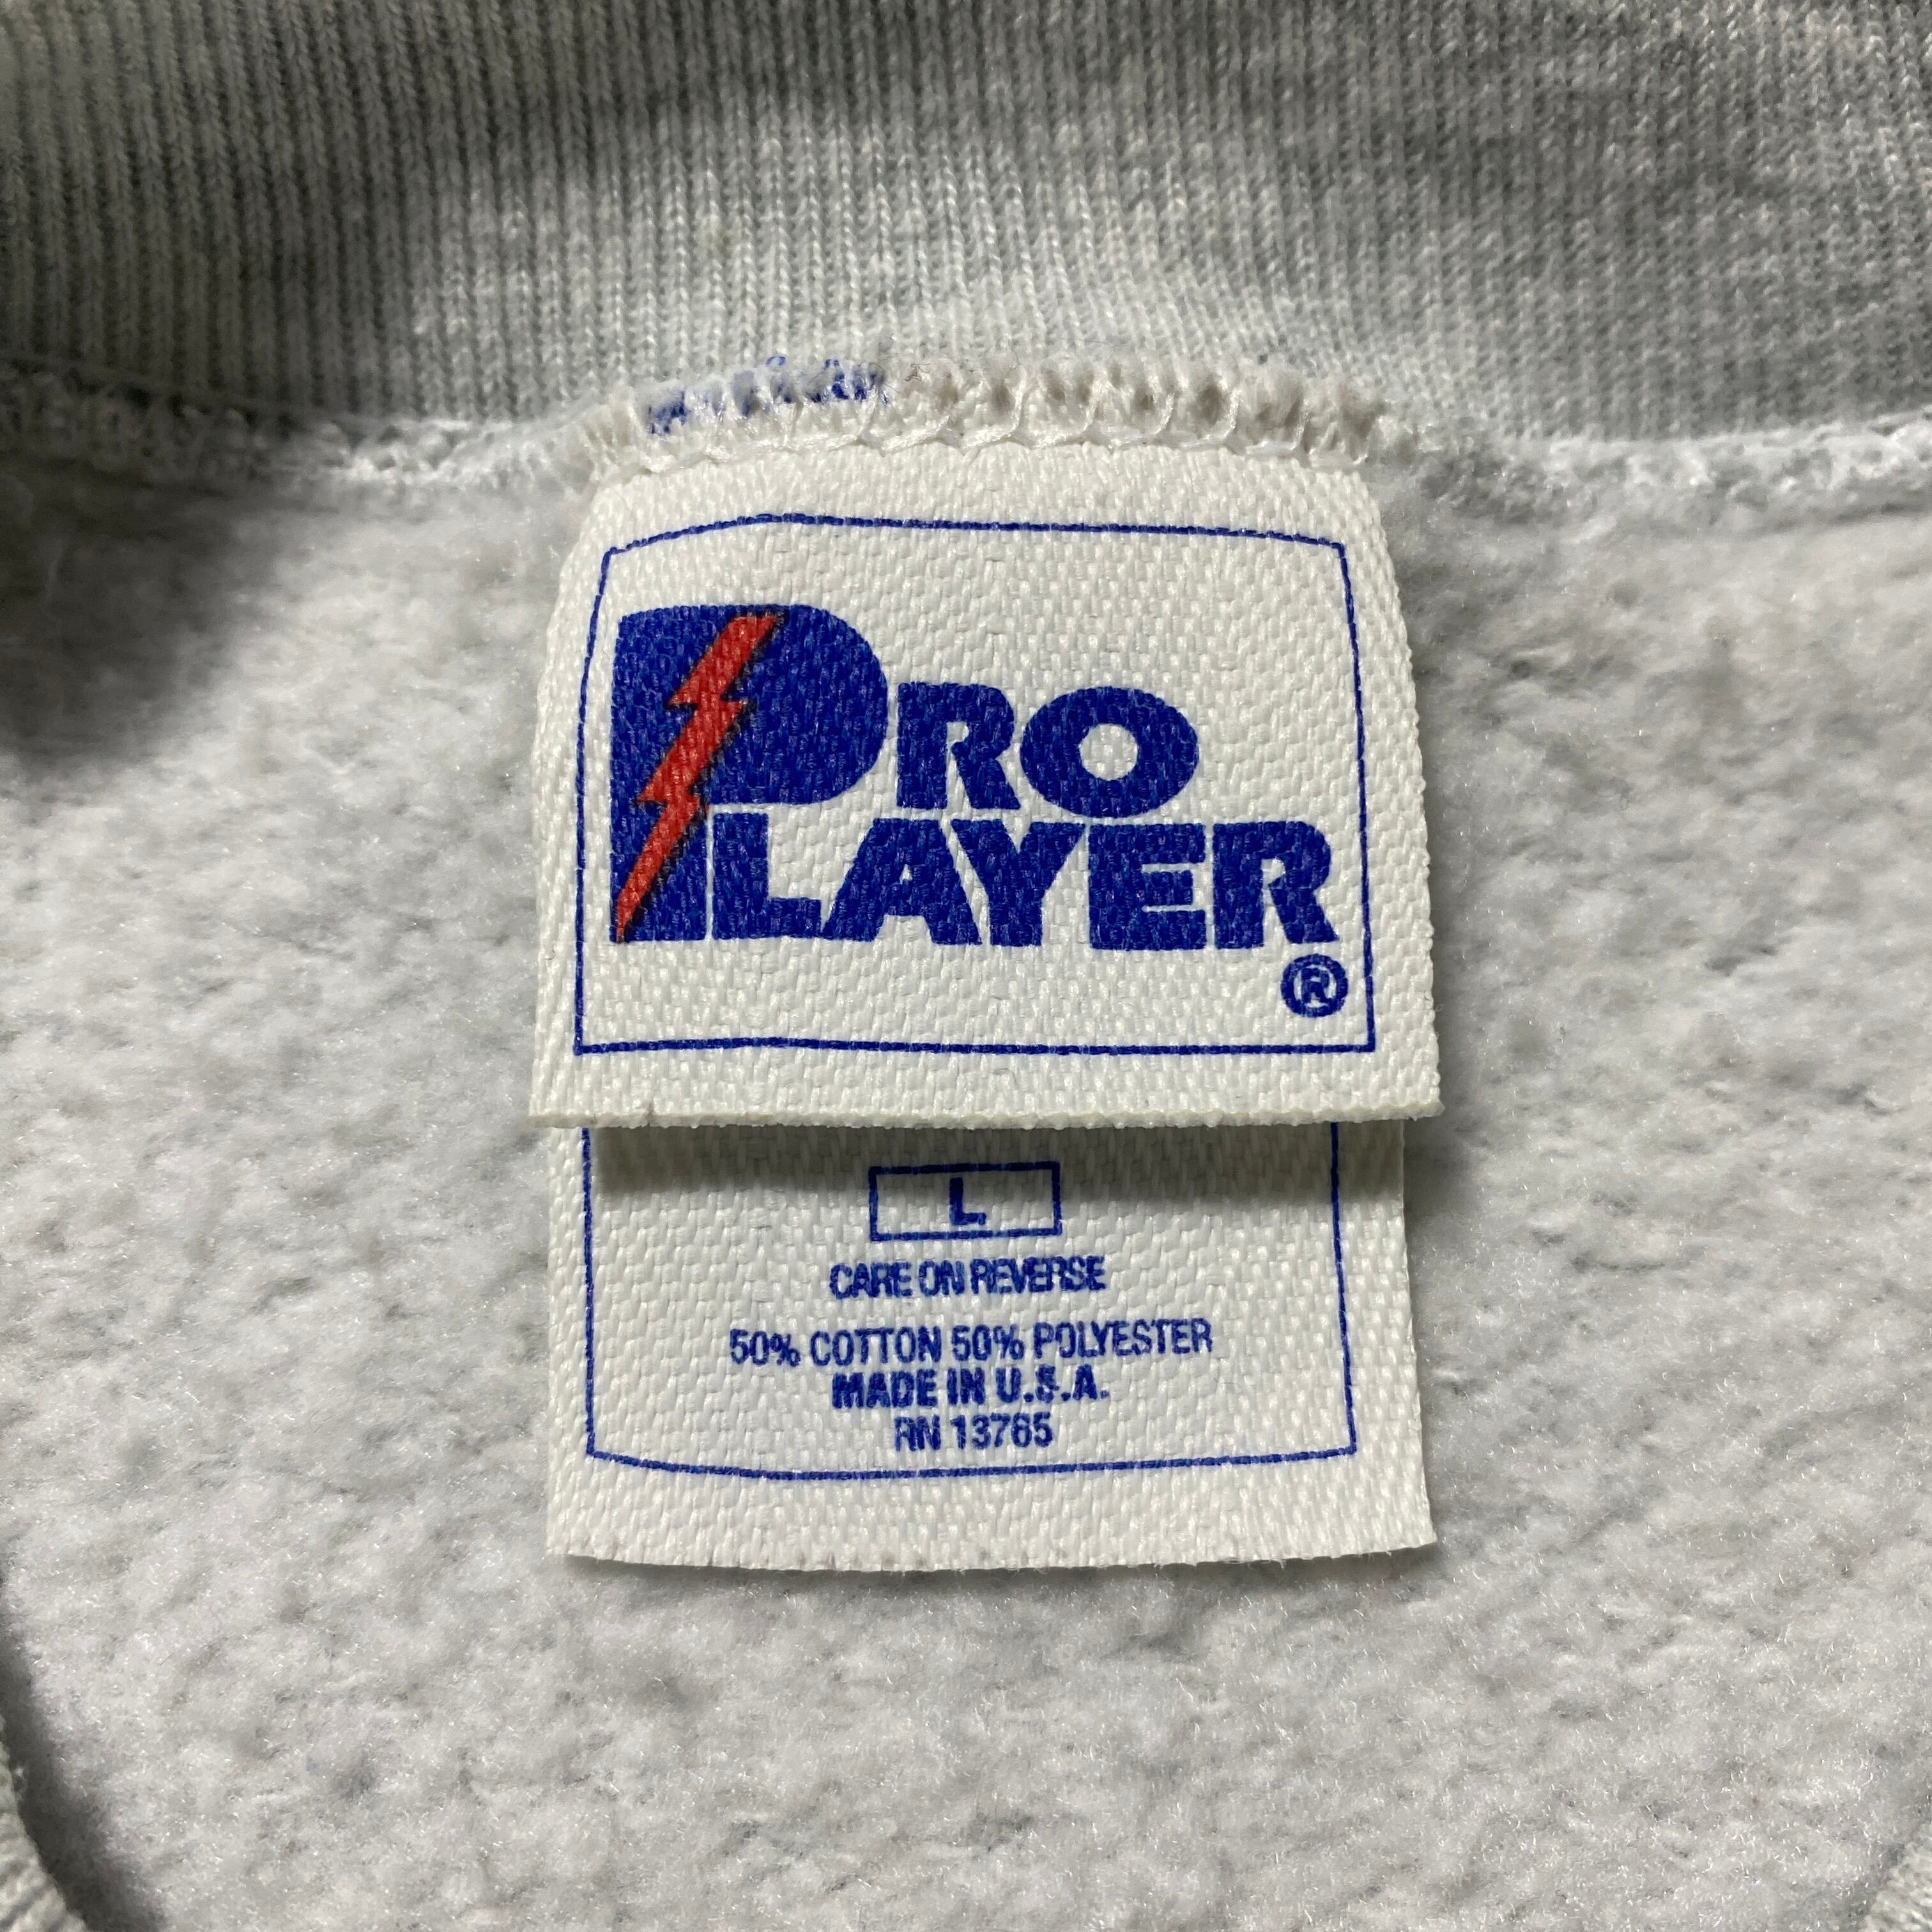 PRO
PLAYER
®
L
CARE ON REVERSE
50% COTTON 50% POLYESTER
MADE IN U.S.A.
RN 13765